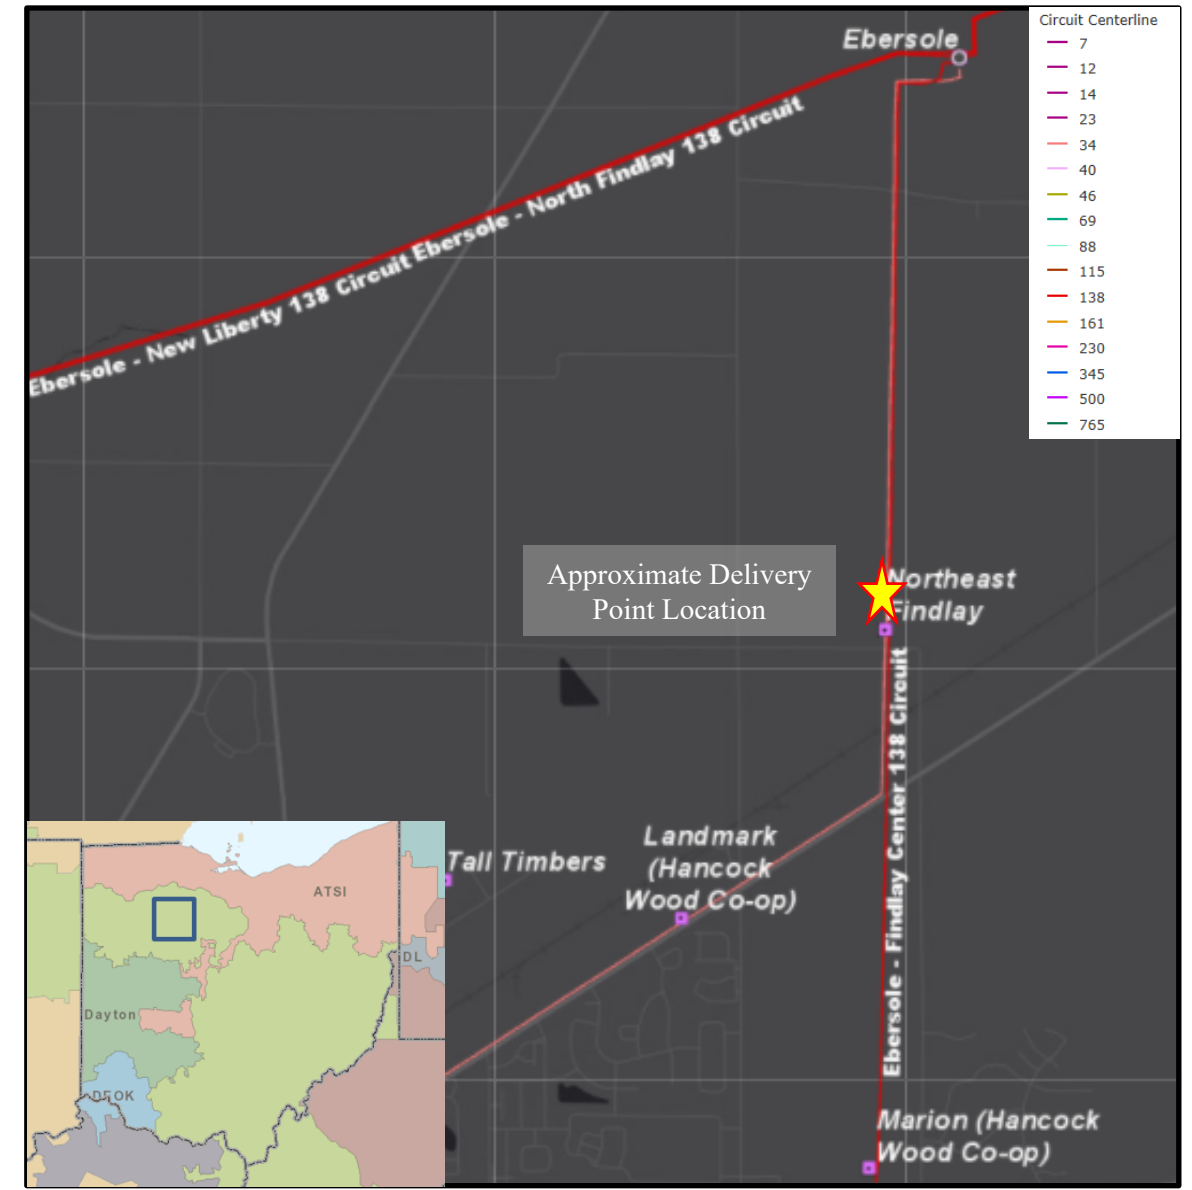 Ebersole
Circuit Centerline
7
12
14
23
34
40
46
69
88
115
138
161
230
345
500
765
Ebersole - New Liberty 138 Circuit
Ebersole - North Findlay 138 Circuit
Approximate Delivery
Point Location
Northeast
Findlay
Ebersole - Findlay Center 138 Circuit
Landmark
(Hancock
Wood Co-op)
Tall Timbers
ATSI
DL
Dayton
DEOK
Marion (Hancock
Wood Co-op)